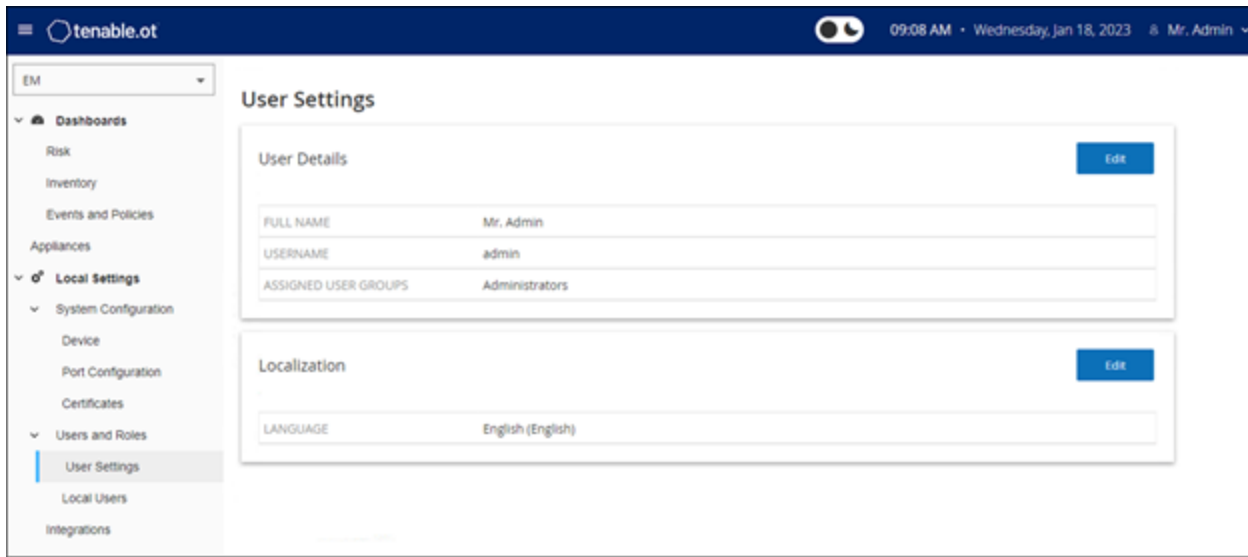 tenable.ot
09:08 AM • Wednesday, Jan 18, 2023 Mr. Admin
EM
Dashboards
Risk
Inventory
Events and Policies
Appliances
Local Settings
System Configuration
Device
Port Configuration
Certificates
Users and Roles
User Settings
Local Users
Integrations
User Settings
User Details Edit
FULL NAME Mr. Admin
USERNAME admin
ASSIGNED USER GROUPS Administrators
Localization Edit
LANGUAGE English (English)